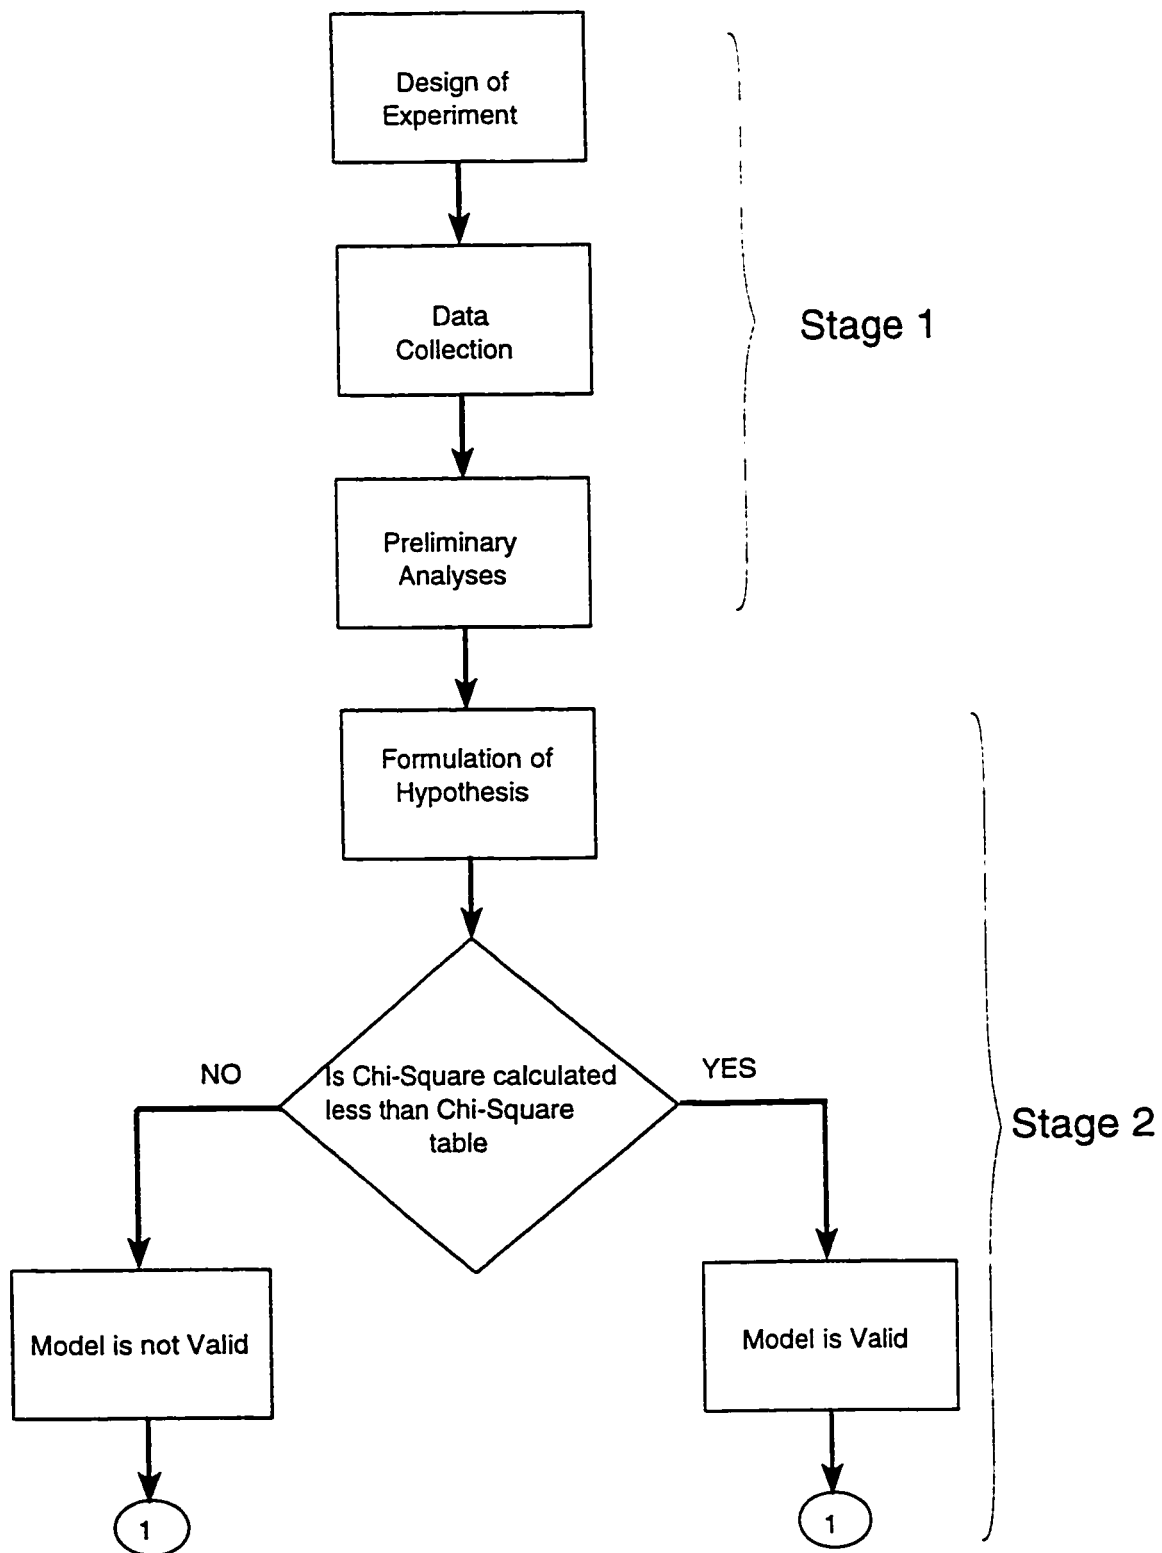 Design of
Experiment
Data
Collection
Stage 1
Preliminary
Analyses
Formulation of
Hypothesis
NO
YES
Is Chi-Square calculated
less than Chi-Square
table
Stage 2
Model is not Valid
Model is Valid
1
1